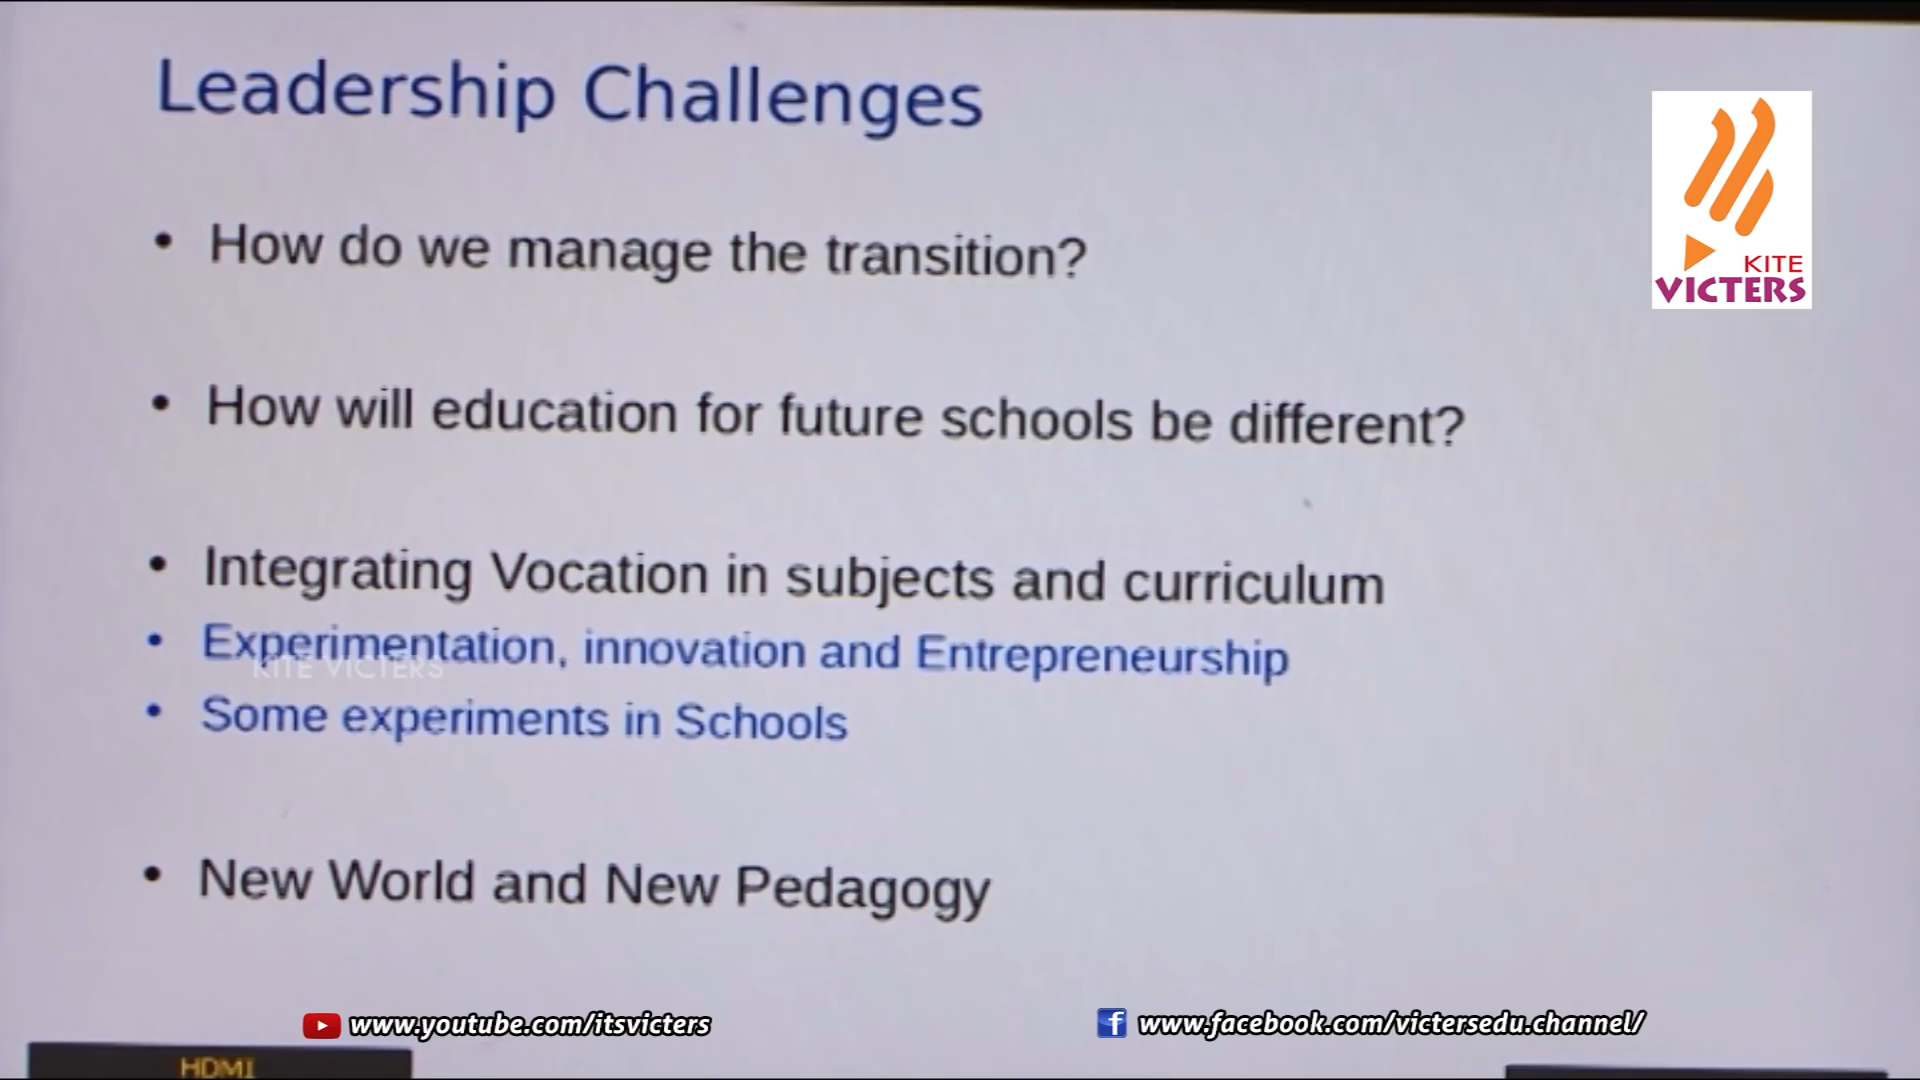 Leadership Challenges
• How do we manage the transition?
• How will education for future schools be different?
• Integrating Vocation in subjects and curriculum
• Experimentation, innovation and Entrepreneurship
KITE VICTERS
• Some experiments in Schools
• New World and New Pedagogy
KITE
VICTERS
www.youtube.com/itsvicters
www.facebook.com/victersedu.channel/
HDMI